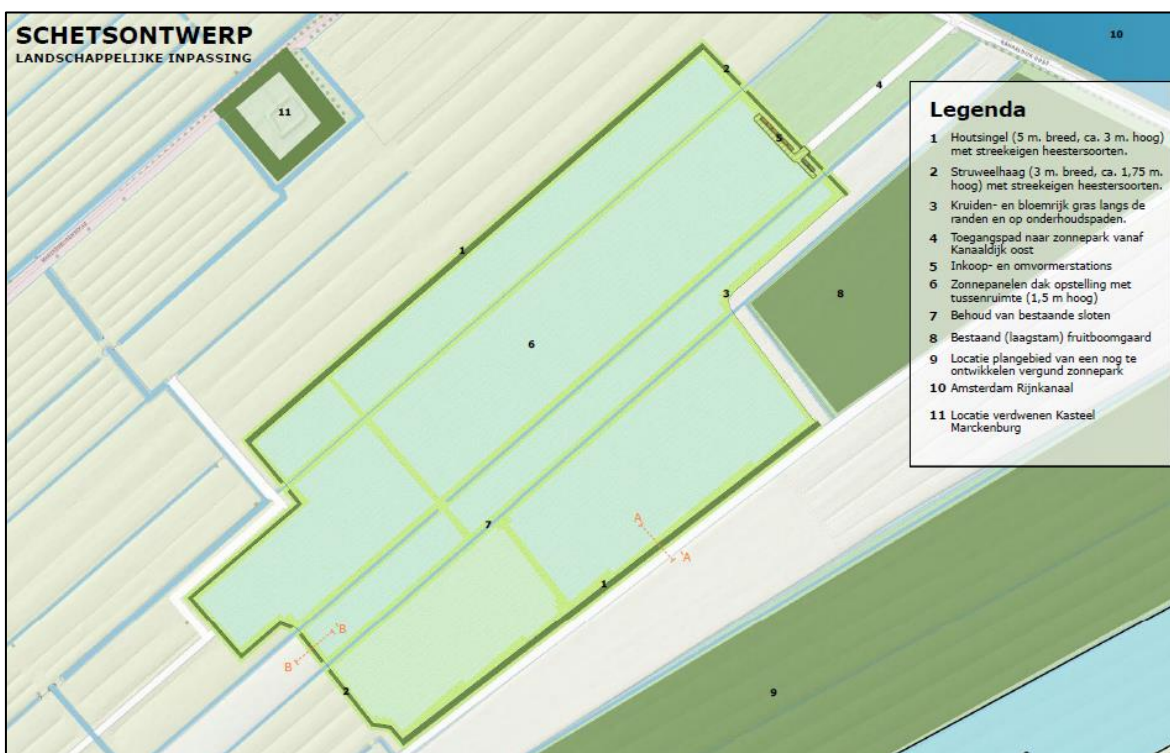 SCHETSONTWERP
LANDSCHAPPELIJKE INPASSING
10
KANAALDIJK OOST
2
4
11
5
1
3
8
6
7
A
'A
1
'B
B
2
9
Legenda
1 Houtsingel (5 m. breed, ca. 3 m. hoog)
met streekeigen heestersoorten.
2 Struweelhaag (3 m. breed, ca. 1,75 m.
hoog) met streekeigen heestersoorten.
3 Kruiden- en bloemrijk gras langs de
randen en op onderhoudspaden.
4 Toegangspad naar zonnepark vanaf
Kanaaldijk oost
5 Inkoop- en omvormerstations
6 Zonnepanelen dak opstelling met
tussenruimte (1,5 m hoog)
7 Behoud van bestaande sloten
8 Bestaand (laagstam) fruitboomgaard
9 Locatie plangebied van een nog te
ontwikkelen vergund zonnepark
10 Amsterdam Rijnkanaal
11 Locatie verdwenen Kasteel
Marckenburg